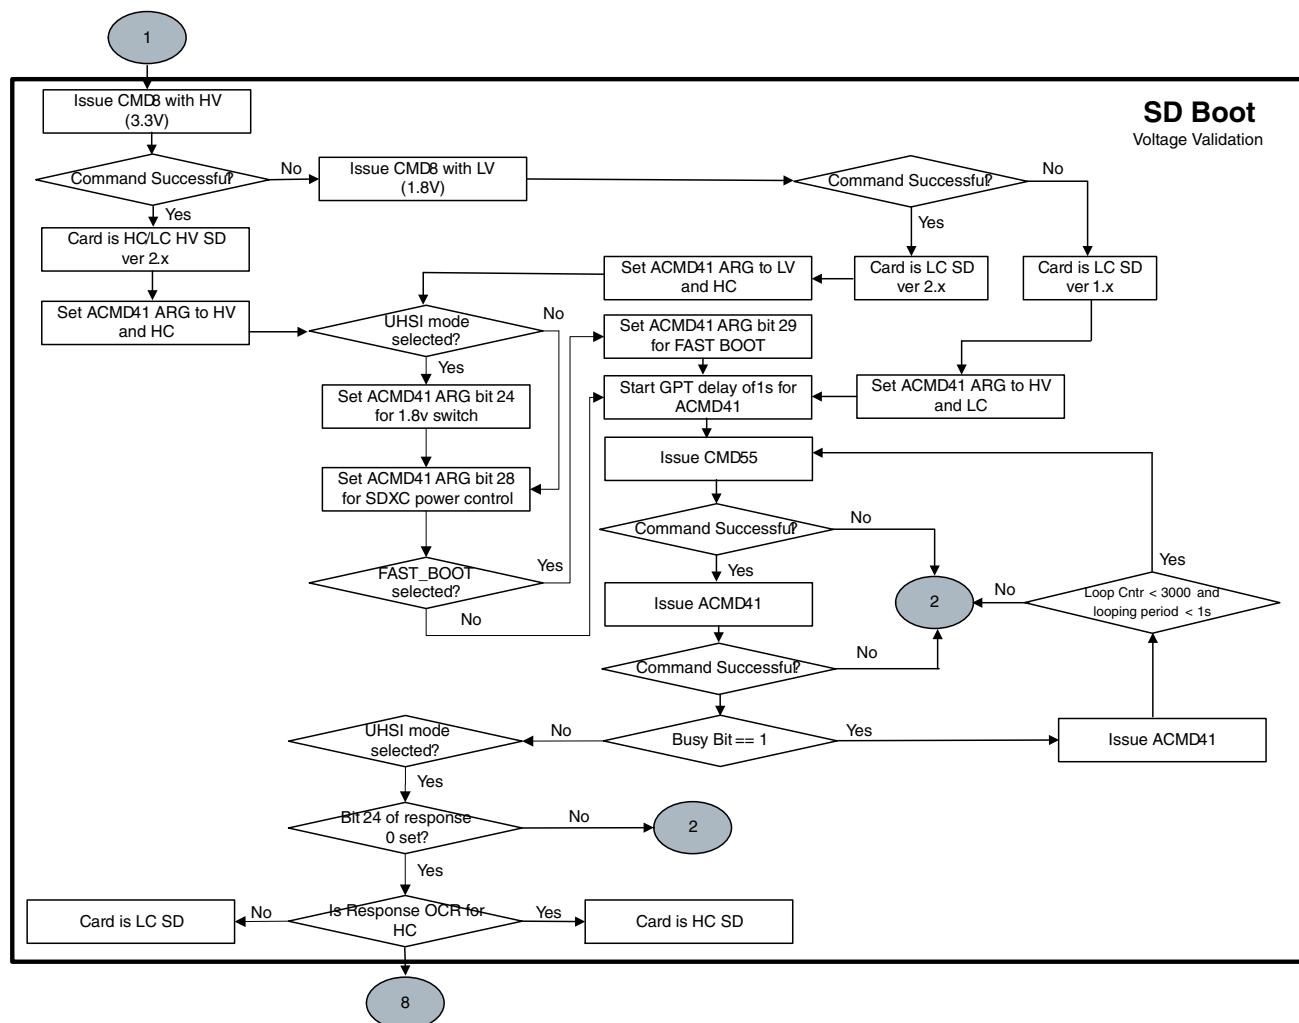 1
SD Boot
Voltage Validation
Issue CMD8 with HV
(3.3V)
Command Successful?
No
Issue CMD8 with LV
(1.8V)
Command Successful?
No
Yes
Yes
Card is HC/LC HV SD
ver 2.x
Set ACMD41 ARG to LV
and HC
Card is LC SD
ver 2.x
Card is LC SD
ver 1.x
Set ACMD41 ARG to HV
and HC
UHSI mode
selected?
No
Set ACMD41 ARG bit 29
for FAST BOOT
Yes
Set ACMD41 ARG bit 24
for 1.8v switch
Start GPT delay of1s for
ACMD41
Set ACMD41 ARG to HV
and LC
Issue CMD55
Set ACMD41 ARG bit 28
for SDXC power control
Command Successful?
No
Yes
FAST_BOOT
selected?
Yes
No
Yes
Issue ACMD41
2
No
Loop Cntr < 3000 and
looping period < 1s
Command Successful?
No
UHSI mode
selected?
No
Busy Bit == 1
Yes
Issue ACMD41
Yes
Bit 24 of response
0 set?
No
2
Yes
Card is LC SD
No
Is Response OCR for
HC
Yes
Card is HC SD
8